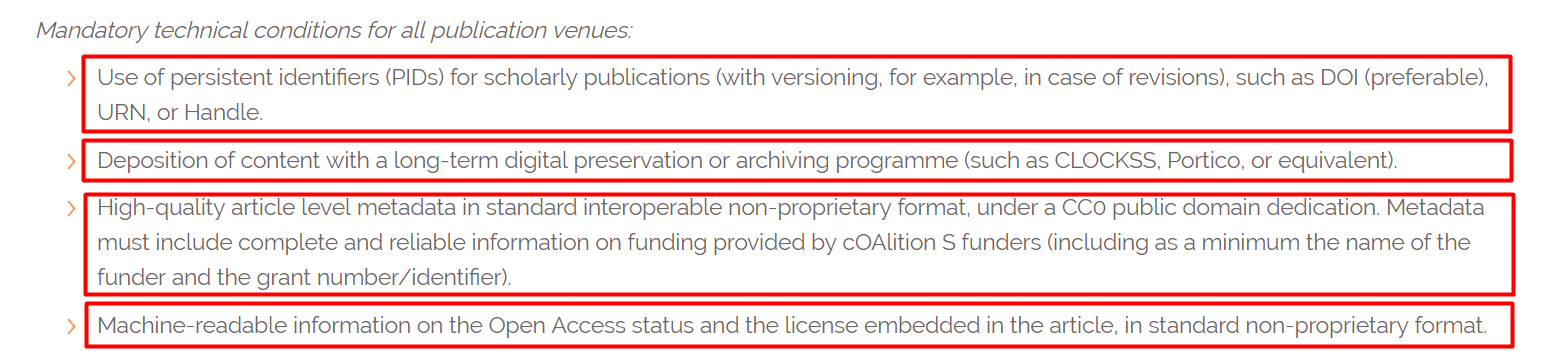 Mandatory technical conditions for all publication venues:
Use of persistent identifiers (PIDs) for scholarly publications (with versioning, for example, in case of revisions), such as DOI (preferable),
URN, or Handle.
Deposition of content with a long-term digital preservation or archiving programme (such as CLOCKSS, Portico, or equivalent).
High-quality article level metadata in standard interoperable non-proprietary format, under a CC0 public domain dedication. Metadata
must include complete and reliable information on funding provided by cOAlition S funders (including as a minimum the name of the
funder and the grant number/identifier).
Machine-readable information on the Open Access status and the license embedded in the article, in standard non-proprietary format.